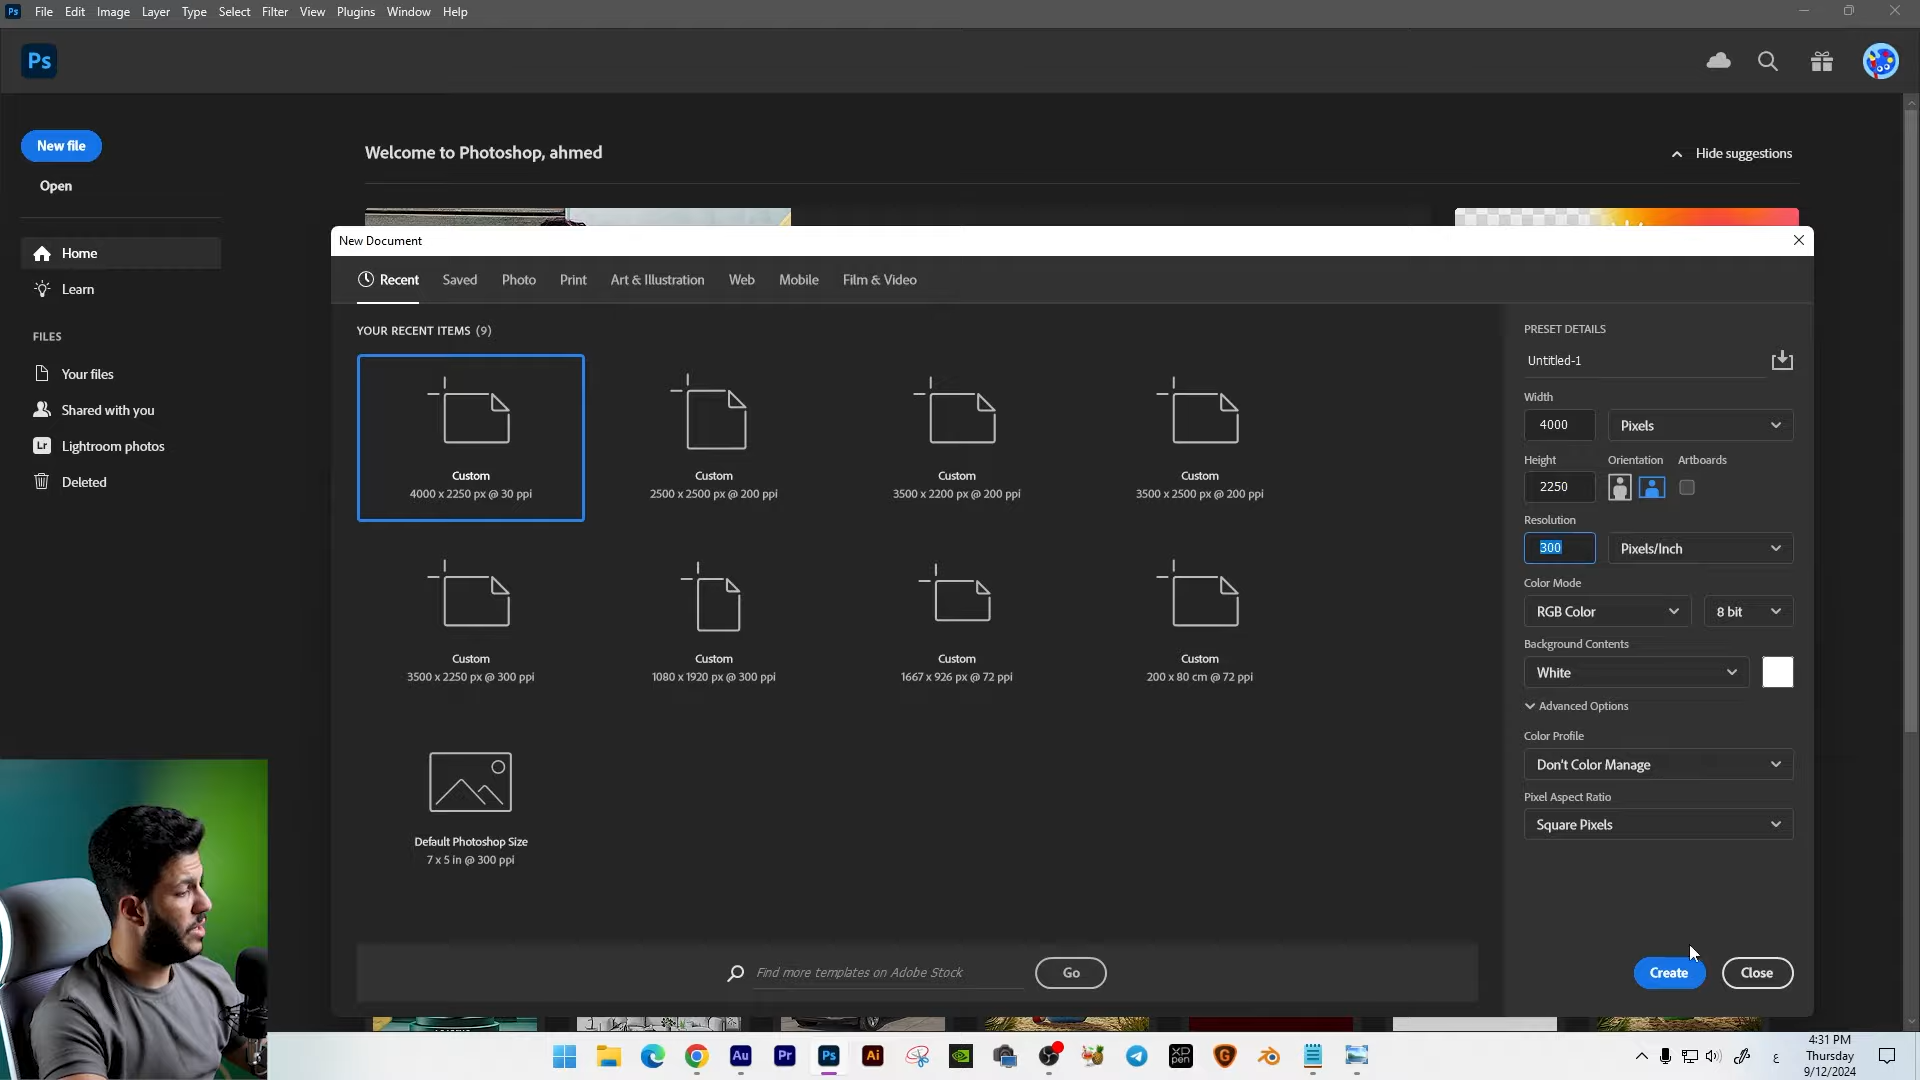 Ps File Edit Image Layer Type Select Filter View Plugins Window Help
Ps
New file
Open
Home
Learn
FILES
Your files
Shared with you
Lr Lightroom photos
Deleted
Welcome to Photoshop, ahmed
Hide suggestions
New Document
Recent Saved Photo Print Art & Illustration Web Mobile Film & Video
YOUR RECENT ITEMS (9)
Custom
4000 x 2250 px @ 30 ppi
Custom
2500 x 2500 px @ 200 ppi
Custom
3500 x 2200 px @ 200 ppi
Custom
3500 x 2500 px @ 200 ppi
Custom
3500 x 2250 px @ 300 ppi
Custom
1080 x 1920 px @ 300 ppi
Custom
1667 x 926 px @ 72 ppi
Custom
200 x 80 cm @ 72 ppi
Default Photoshop Size
7 x 5 in @ 300 ppi
Find more templates on Adobe Stock
Go
PRESET DETAILS
Untitled-1
Width
4000 Pixels
Height Orientation Artboards
2250
Resolution
300 Pixels/Inch
Color Mode
RGB Color 8 bit
Background Contents
White
Advanced Options
Color Profile
Don't Color Manage
Pixel Aspect Ratio
Square Pixels
Create Close
Au Pr Ps Ai XP PEN G
ع
4:31 PM
Thursday
9/12/2024